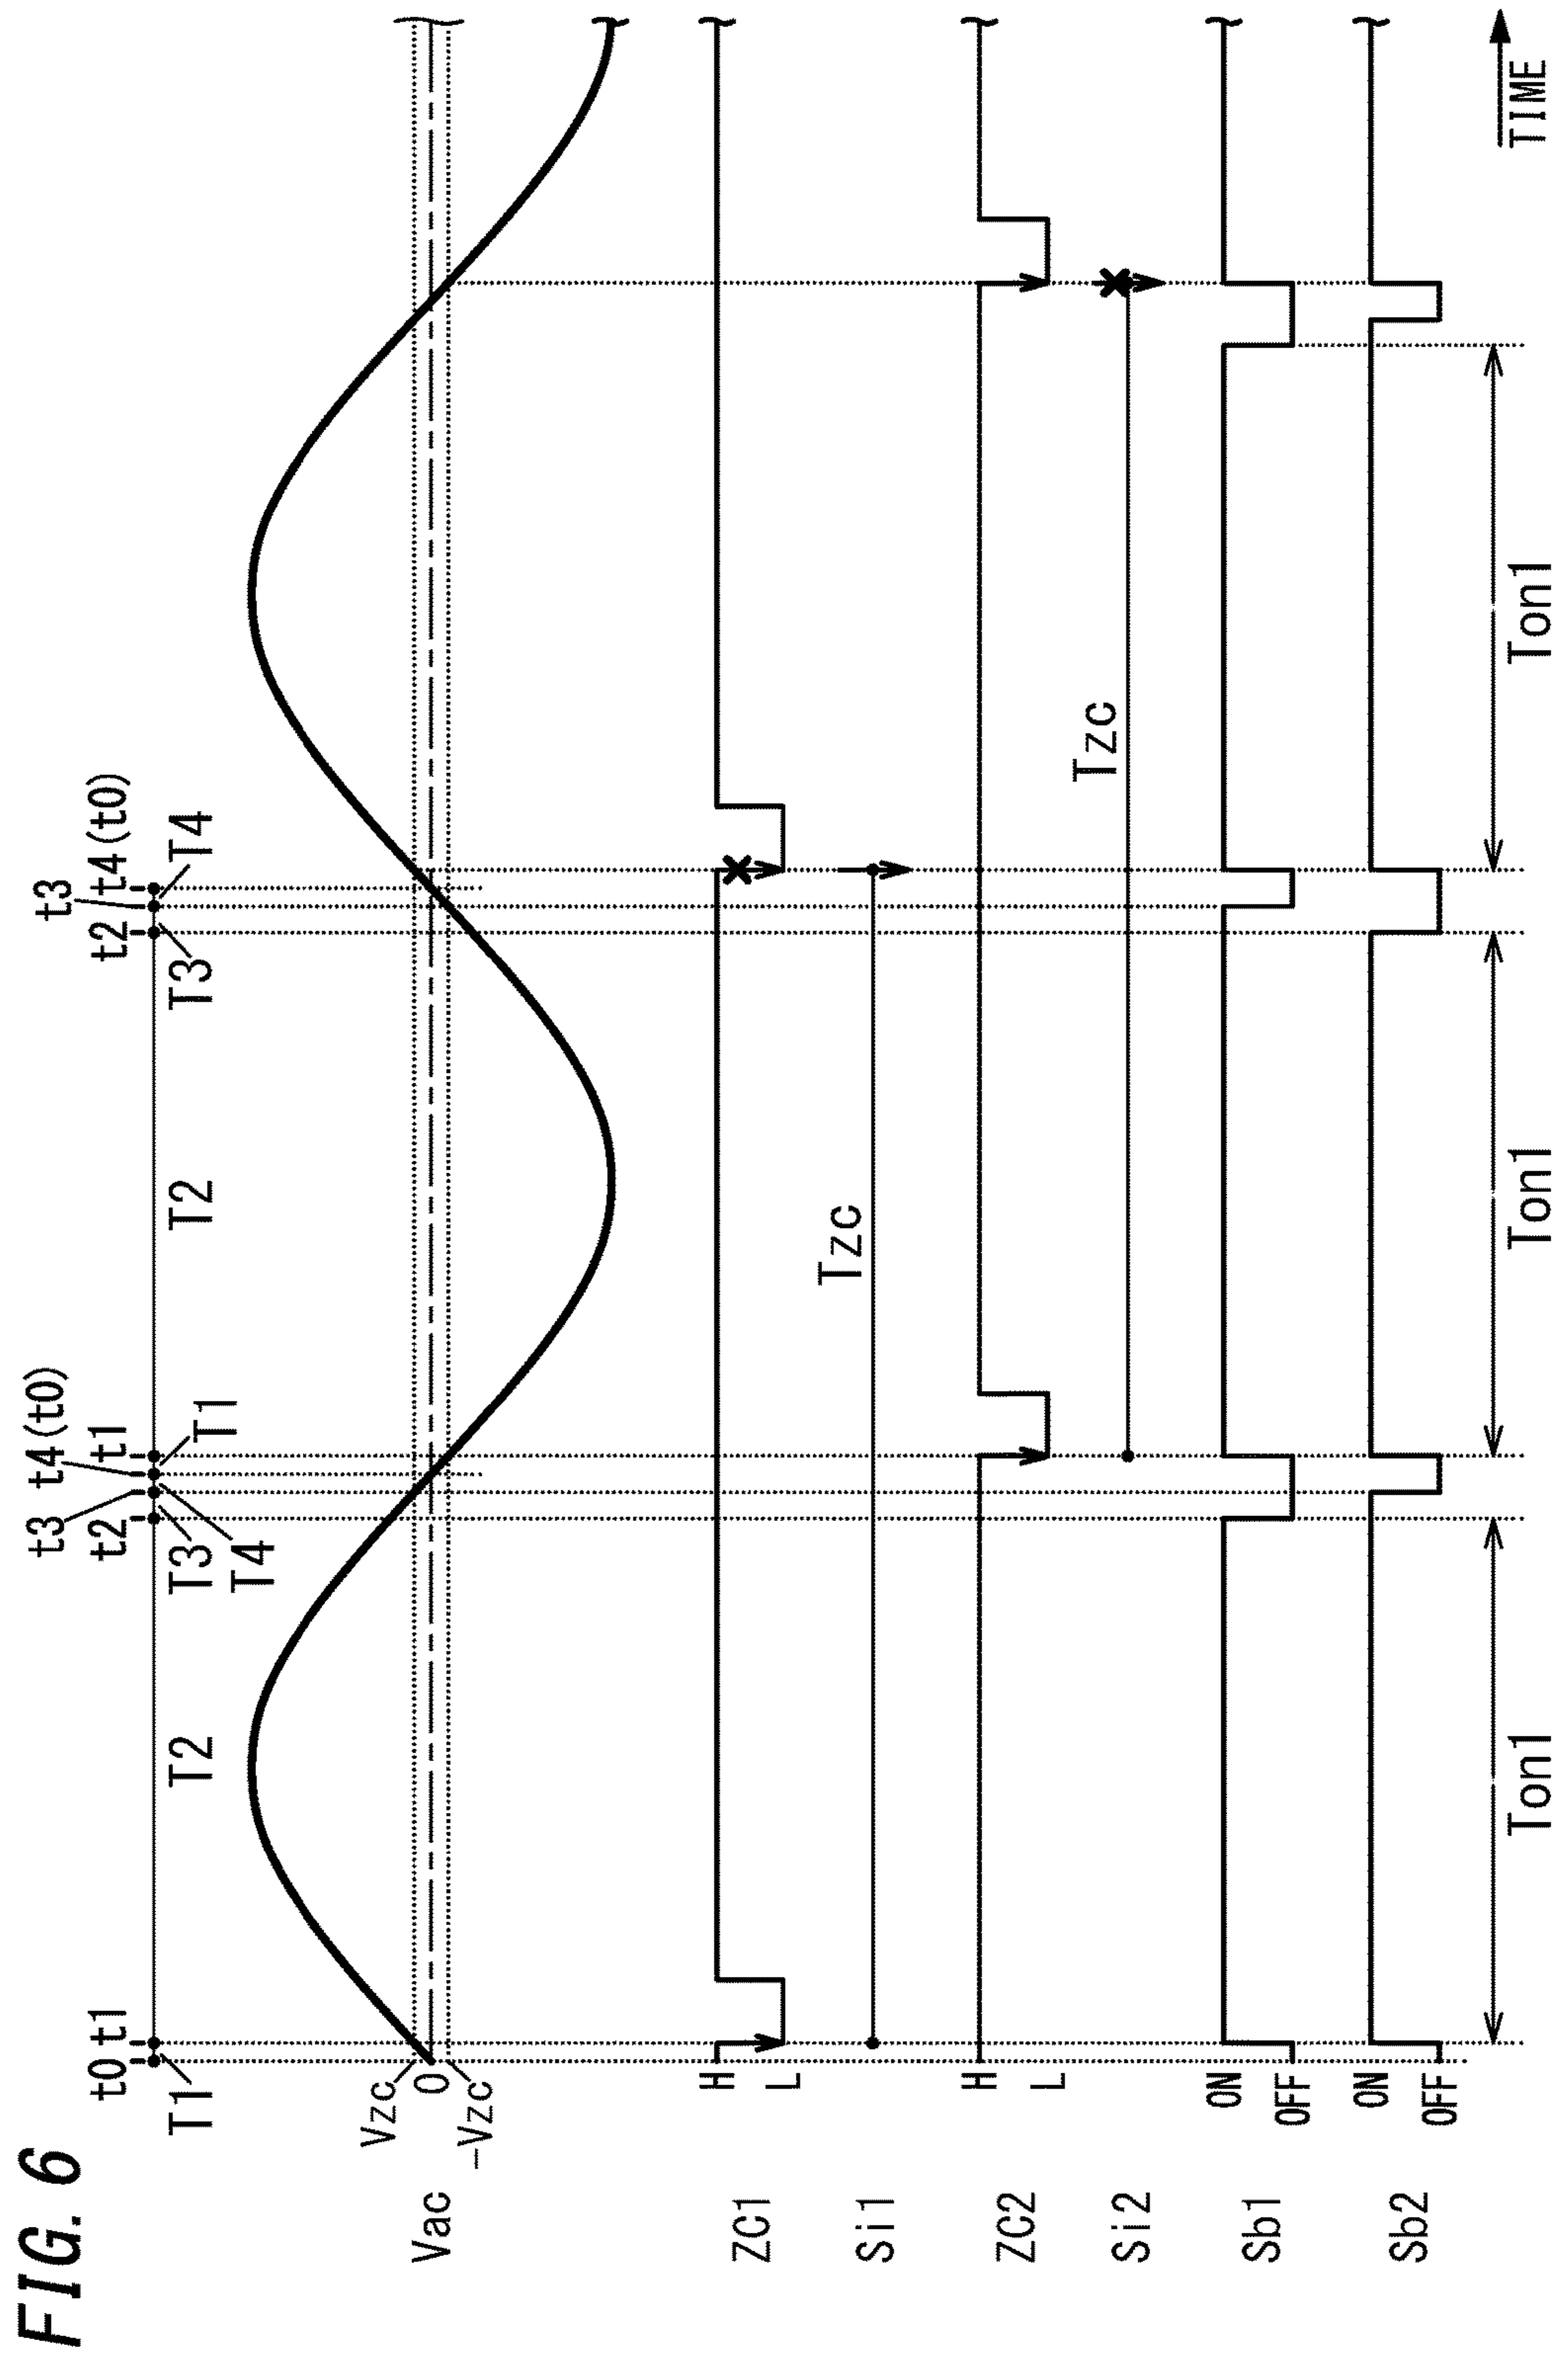 FIG. 6
t0 t1 t2 t3 t4(t0) t1 t2 t3 t4(t0)
T1 T2 T3 T4 T1 T2 T3 T4
Vac
Vzc
0
-Vzc
ZC1
H
L
Si1
Tzc
ZC2
H
L
Si2
Tzc
Sb1
ON
OFF
Sb2
ON
OFF
Ton1 Ton1 Ton1
TIME